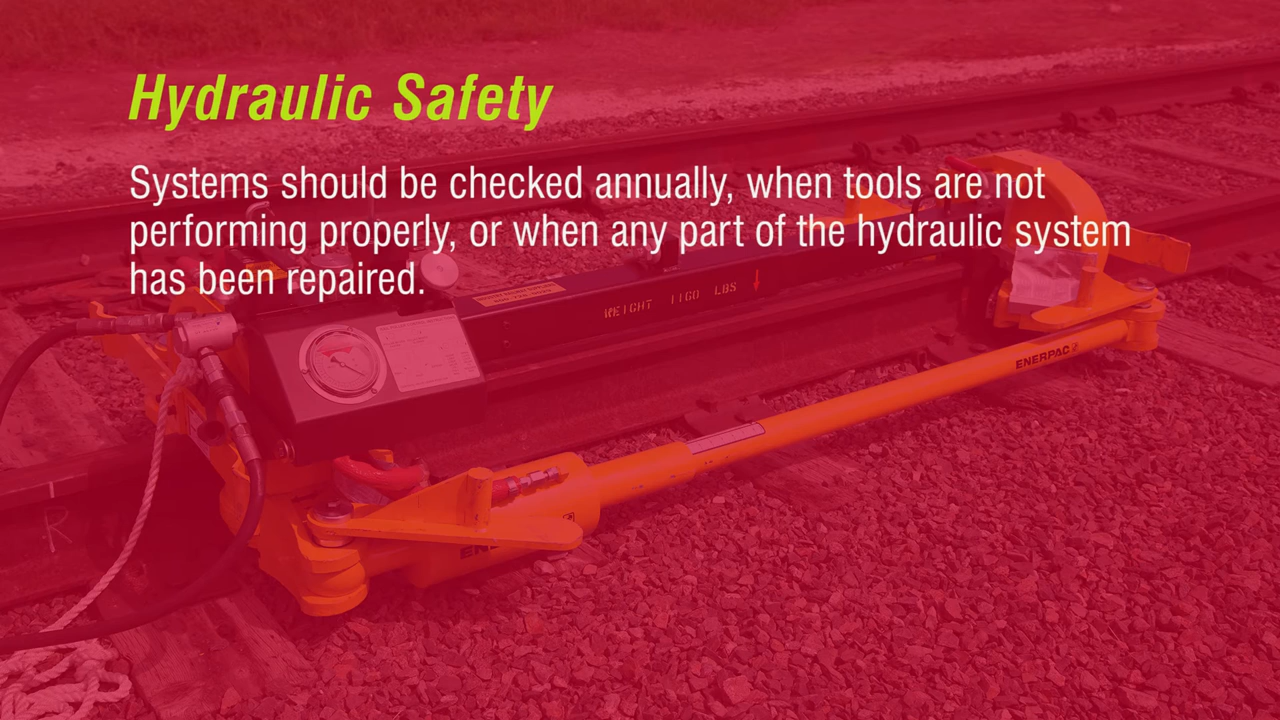 Hydraulic Safety
Systems should be checked annually, when tools are not
performing properly, or when any part of the hydraulic system
has been repaired.
WEIGHT 1160 LBS
ENERPAC